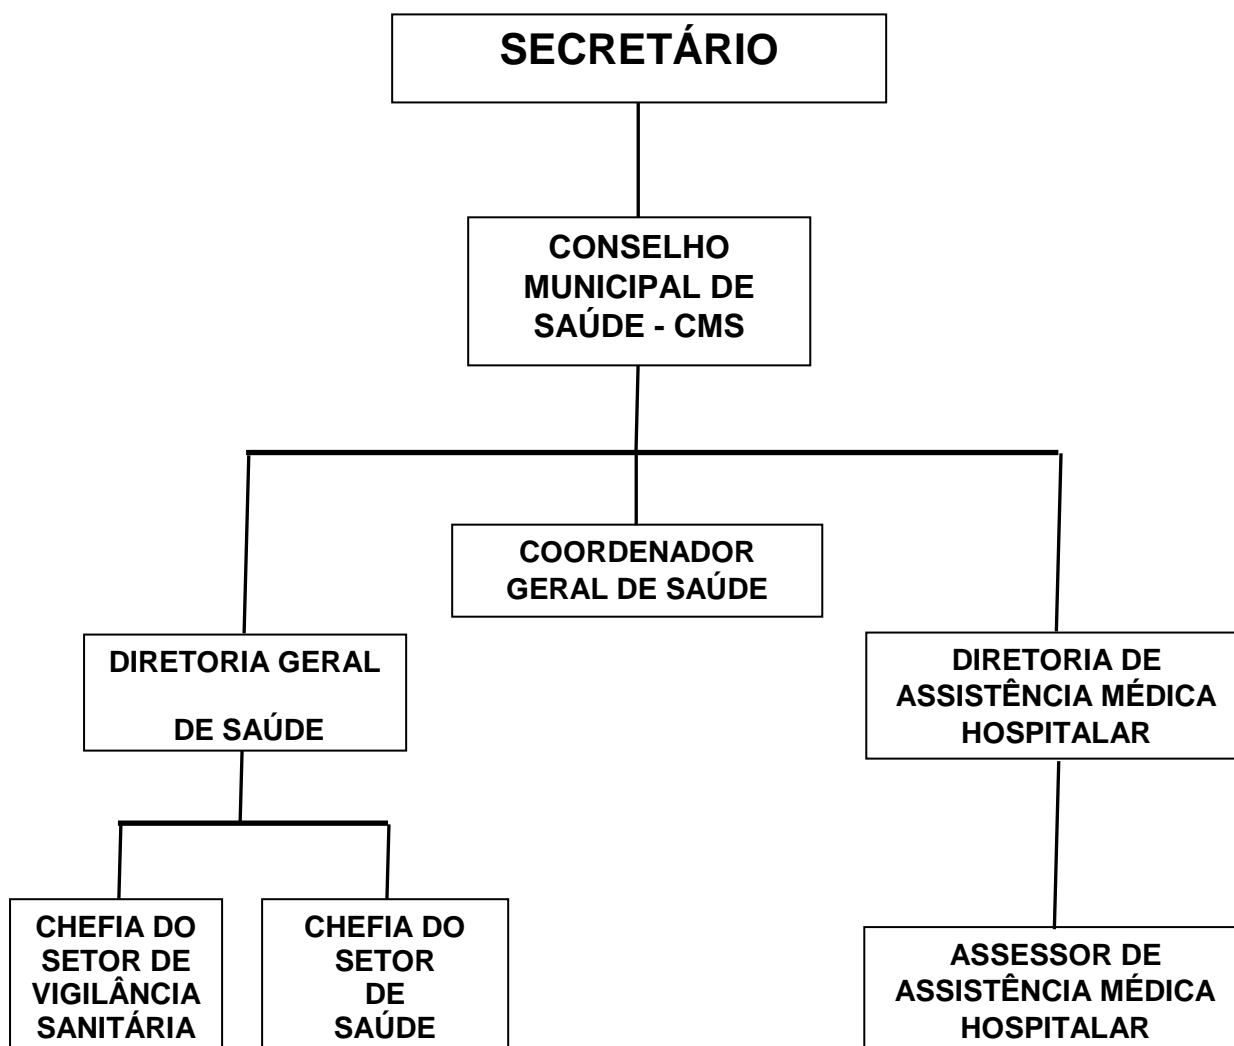 SECRETÁRIO
CONSELHO
MUNICIPAL DE
SAÚDE - CMS
COORDENADOR
GERAL DE SAÚDE
DIRETORIA GERAL
DE SAÚDE
DIRETORIA DE
ASSISTÊNCIA MÉDICA
HOSPITALAR
CHEFIA DO
SETOR DE
VIGILÂNCIA
SANITÁRIA
CHEFIA DO
SETOR
DE
SAÚDE
ASSESSOR DE
ASSISTÊNCIA MÉDICA
HOSPITALAR